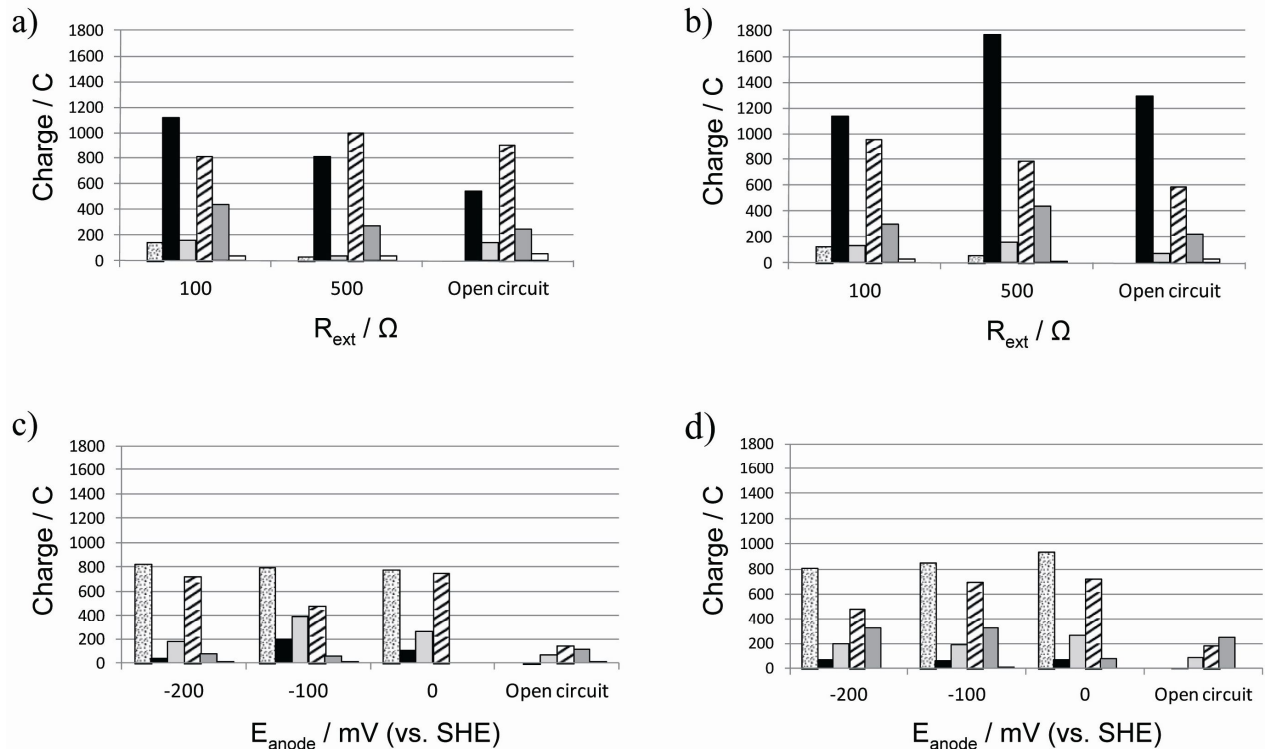 a)
1800
1600
1400
1200
1000
800
600
400
200
0
Charge / C
100 500 Open circuit
R_ext / Ω
b)
1800
1600
1400
1200
1000
800
600
400
200
0
Charge / C
100 500 Open circuit
R_ext / Ω
c)
1800
1600
1400
1200
1000
800
600
400
200
0
Charge / C
-200 -100 0 Open circuit
E_anode / mV (vs. SHE)
d)
1800
1600
1400
1200
1000
800
600
400
200
0
Charge / C
-200 -100 0 Open circuit
E_anode / mV (vs. SHE)